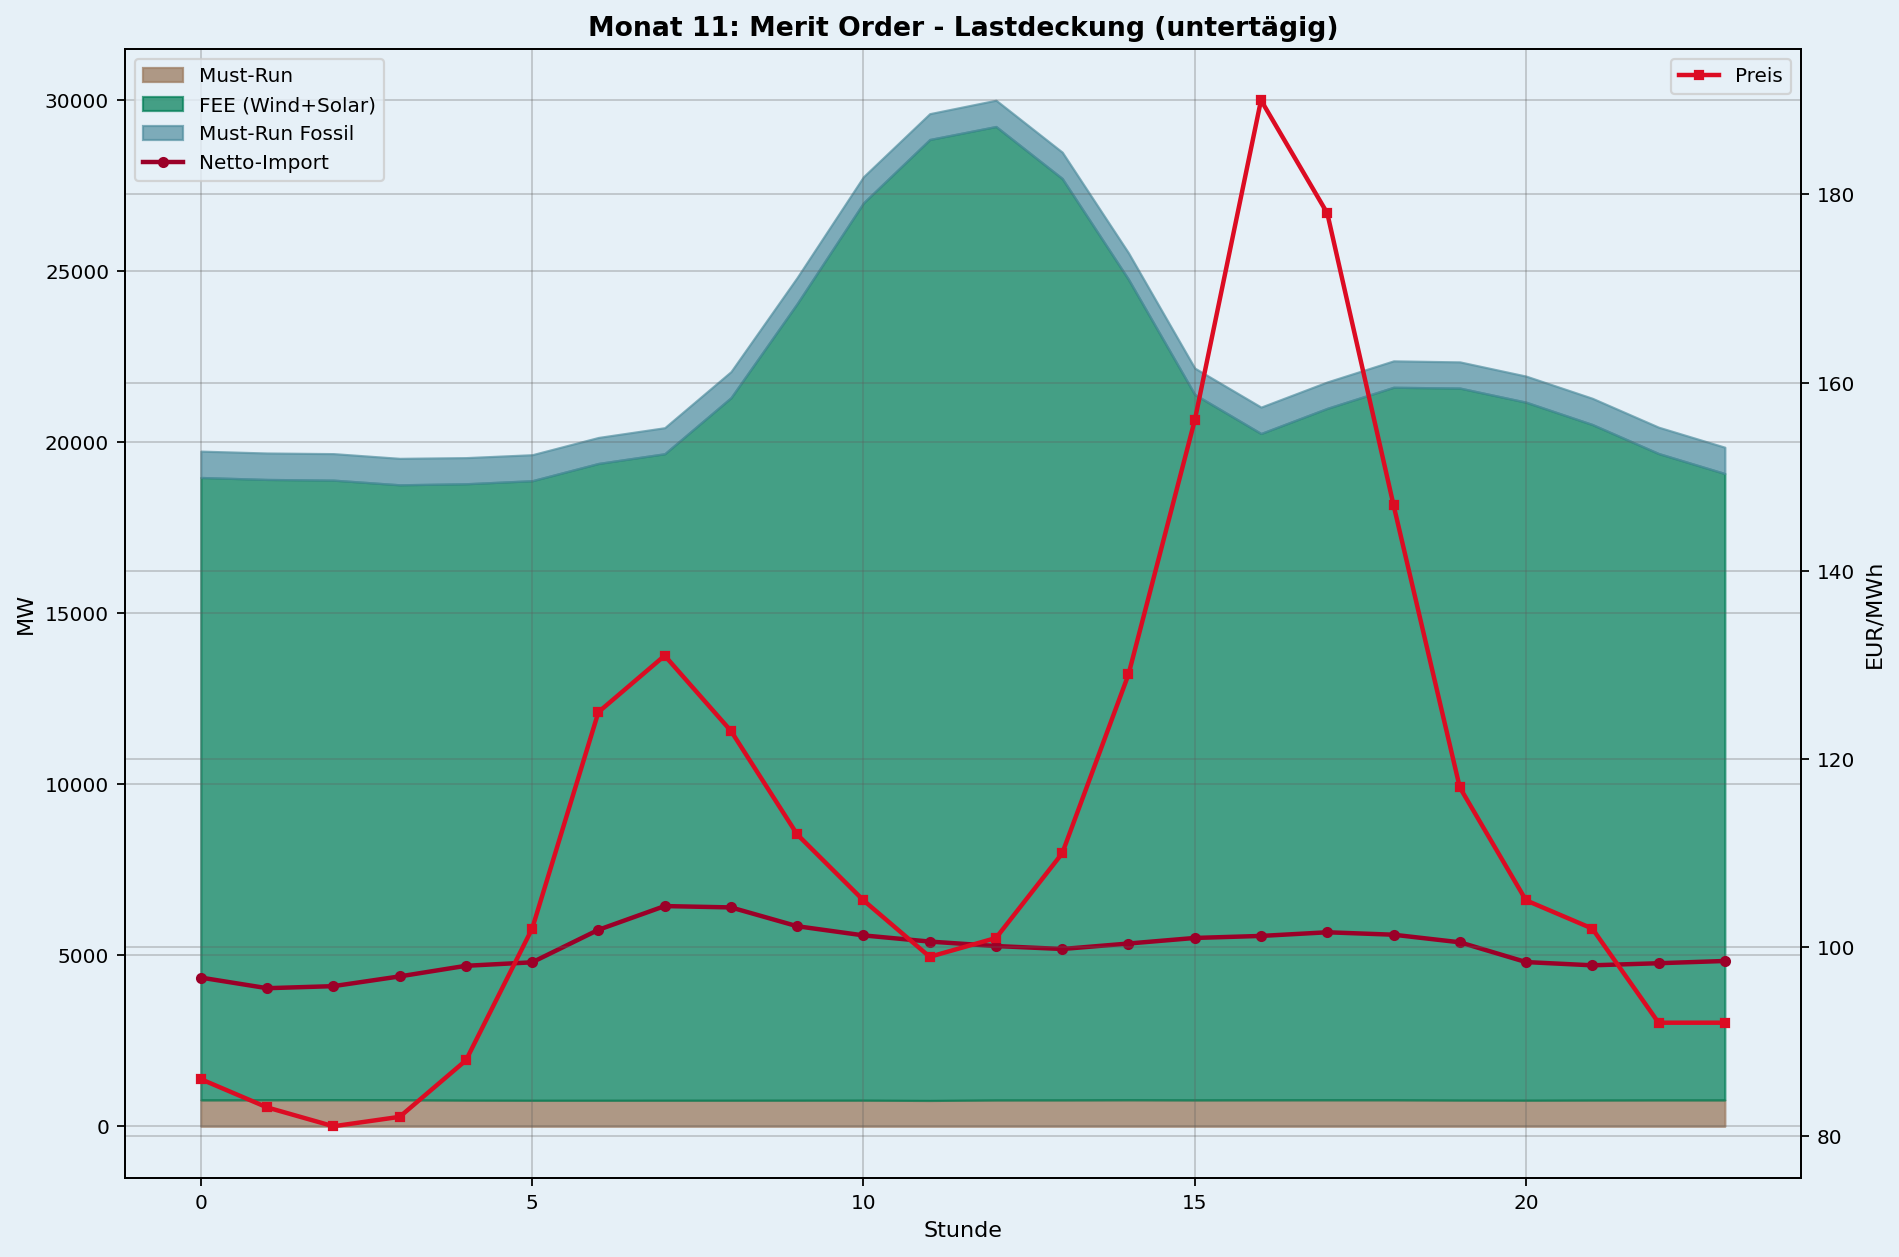 Monat 11: Merit Order - Lastdeckung (untertägig)
Must-Run
FEE (Wind+Solar)
Must-Run Fossil
Netto-Import
Preis
30000
25000
20000
15000
10000
5000
0
MW
180
160
140
120
100
80
EUR/MWh
0 5 10 15 20
Stunde